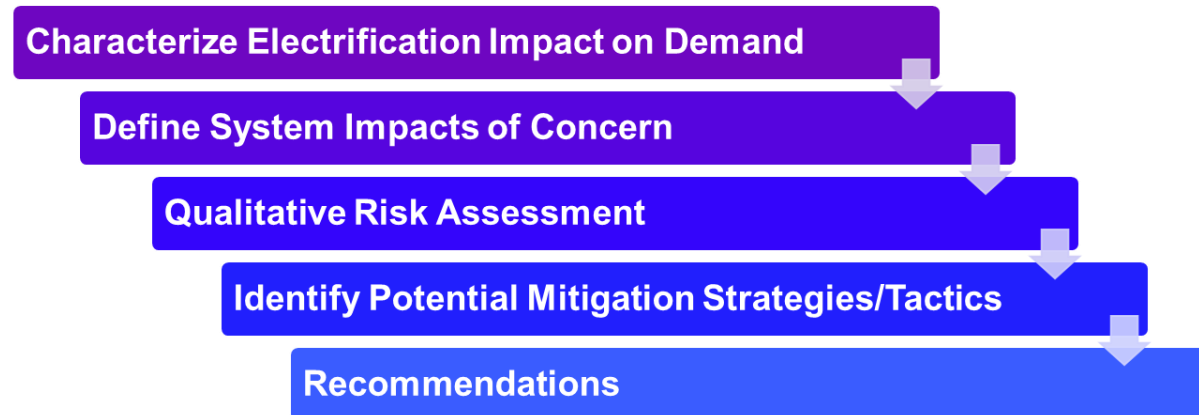 Characterize Electrification Impact on Demand
Define System Impacts of Concern
Qualitative Risk Assessment
Identify Potential Mitigation Strategies/Tactics
Recommendations